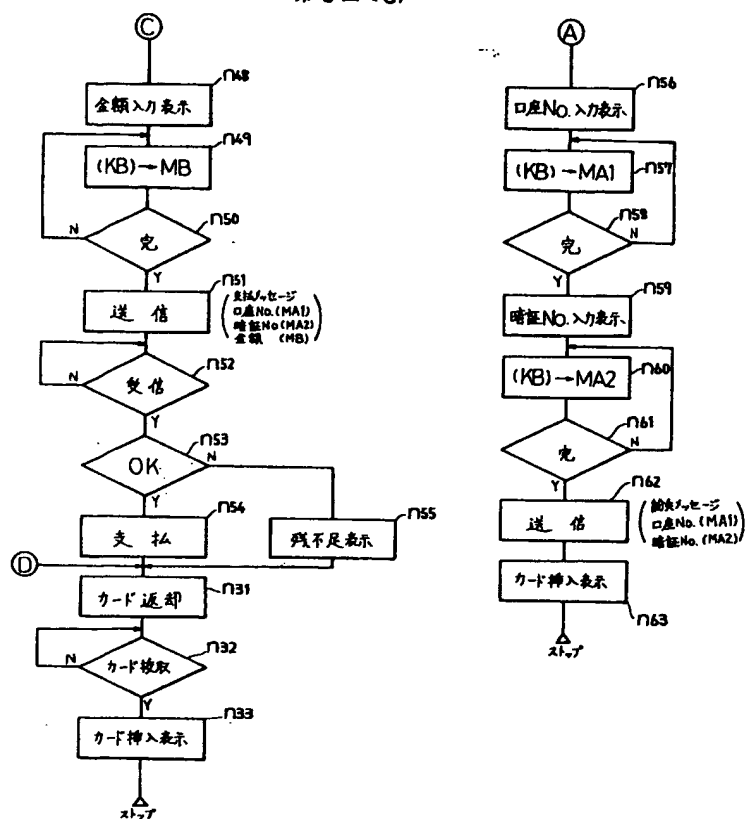 C
n48
金額入力表示
n49
(KB)→MB
n50
完
N
Y
n51
送信
支払メッセージ
口座No.(MA1)
暗証No(MA2)
金額 (MB)
n52
受信
N
Y
n53
OK
N
Y
n54
支払
n55
残不足表示
D
n31
カード返却
n32
カード抜取
N
Y
n33
カード挿入表示
ストップ
A
n56
口座No.入力表示
(KB)→MA1
n57
n58
完
N
Y
n59
暗証No.入力表示
(KB)→MA2
n60
n61
完
N
Y
n62
送信
紛失メッセージ
口座No.(MA1)
暗証No.(MA2)
カード挿入表示
n63
ストップ